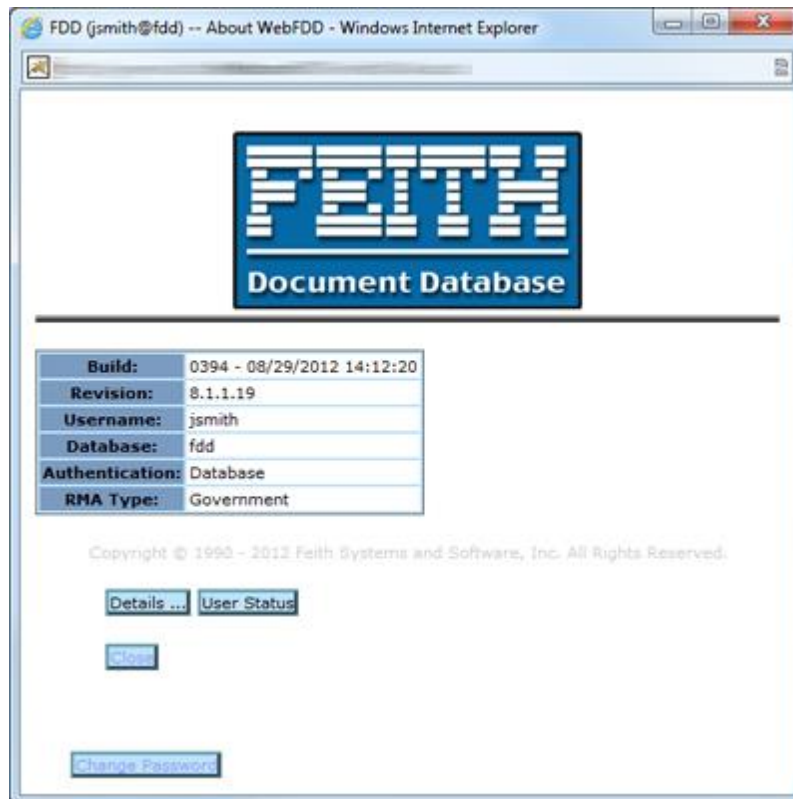 FDD (jsmith@fdd) -- About WebFDD - Windows Internet Explorer
FEITH
Document Database
Build: 0394 - 08/29/2012 14:12:20
Revision: 8.1.1.19
Username: jsmith
Database: fdd
Authentication: Database
RMA Type: Government
Copyright © 1990 - 2012 Feith Systems and Software, Inc. All Rights Reserved.
Details ... User Status
Close
Change Password